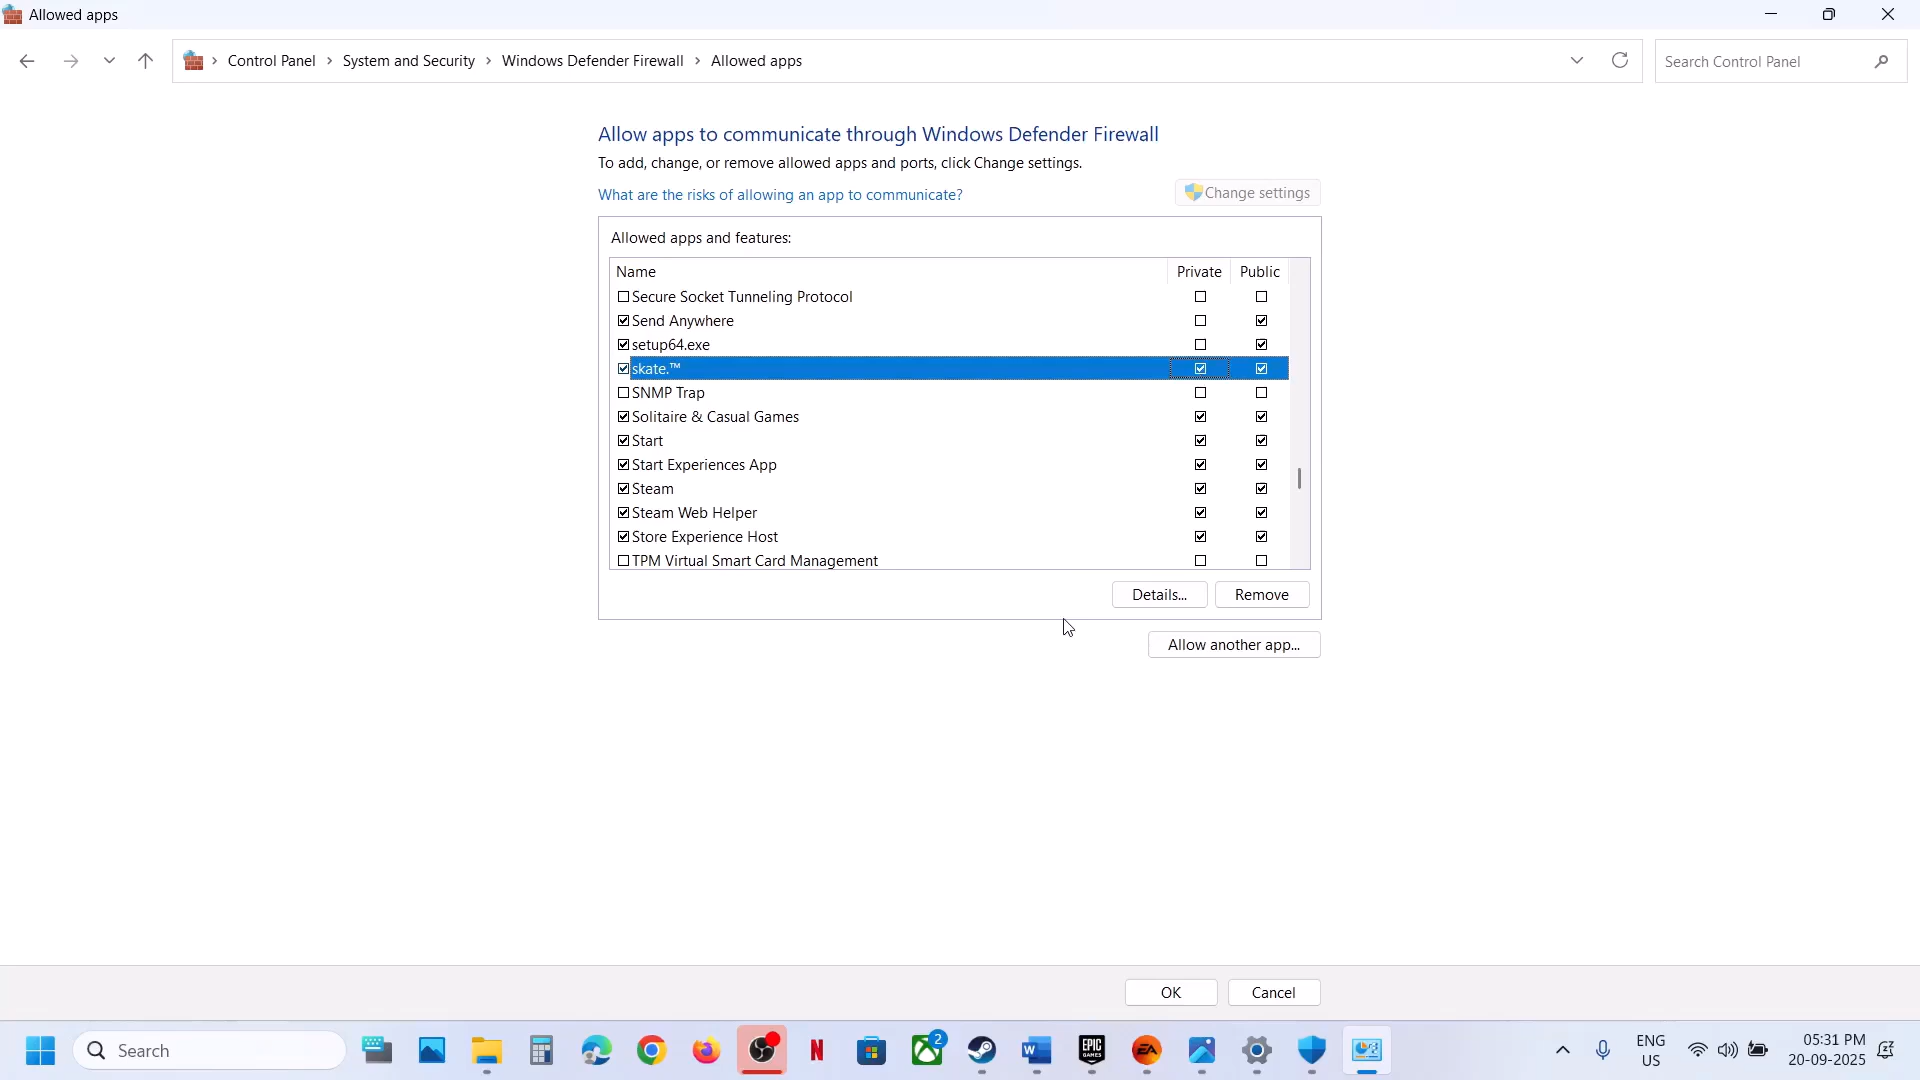 Allowed apps
Control Panel > System and Security > Windows Defender Firewall > Allowed apps
Search Control Panel
Allow apps to communicate through Windows Defender Firewall
To add, change, or remove allowed apps and ports, click Change settings.
What are the risks of allowing an app to communicate?
Change settings
Allowed apps and features:
Name Private Public
Secure Socket Tunneling Protocol
Send Anywhere
setup64.exe
skate.™
SNMP Trap
Solitaire & Casual Games
Start
Start Experiences App
Steam
Steam Web Helper
Store Experience Host
TPM Virtual Smart Card Management
Details... Remove
Allow another app...
OK Cancel
Search
N
2
W
EPIC
GAMES
EA
ENG
US
05:31 PM
20-09-2025